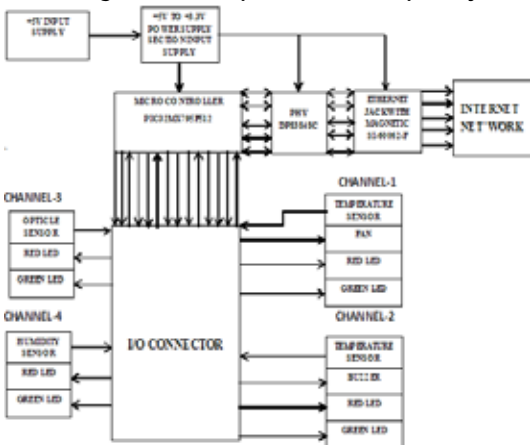 +5V INPUT
SUPPLY
+5V TO +3.3V
POWER SUPPLY
SECTION INPUT
SUPPLY
MICRO CONTROLLER
PIC32MX795F512
PHY
ETHERNET
JACK WITH
MAGNETIC
INTERNET
NETWORK
CHANNEL-3
OPTICLE
SENSOR
RED LED
GREEN LED
CHANNEL-4
HUMIDITY
SENSOR
RED LED
GREEN LED
I/O CONNECTOR
CHANNEL-1
TEMPERATURE
SENSOR
FAN
RED LED
GREEN LED
CHANNEL-2
TEMPERATURE
SENSOR
BUZZER
RED LED
GREEN LED